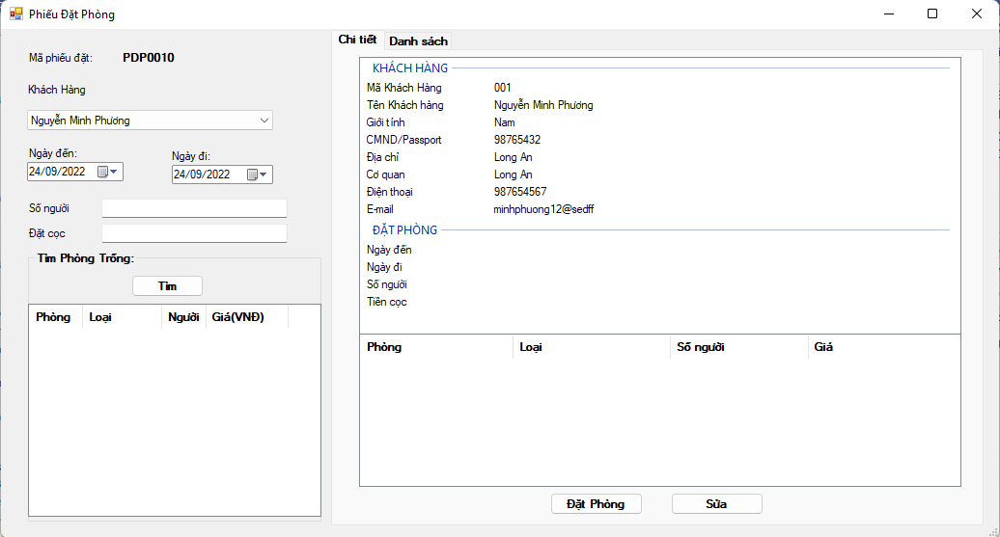 Phiếu Đặt Phòng
Mã phiếu đặt: PDP0010
Khách Hàng
Nguyễn Minh Phương
Ngày đến: Ngày đi:
24/09/2022 24/09/2022
Số người
Đặt cọc
Tìm Phòng Trống:
Tìm
Phòng Loại Người Giá(VNĐ)
Chi tiết Danh sách
KHÁCH HÀNG
Mã Khách Hàng 001
Tên Khách hàng Nguyễn Minh Phương
Giới tính Nam
CMND/Passport 98765432
Địa chỉ Long An
Cơ quan Long An
Điện thoại 987654567
E-mail minhphuong12@sedff
ĐẶT PHÒNG
Ngày đến
Ngày đi
Số người
Tiền cọc
Phòng Loại Số người Giá
Đặt Phòng Sửa